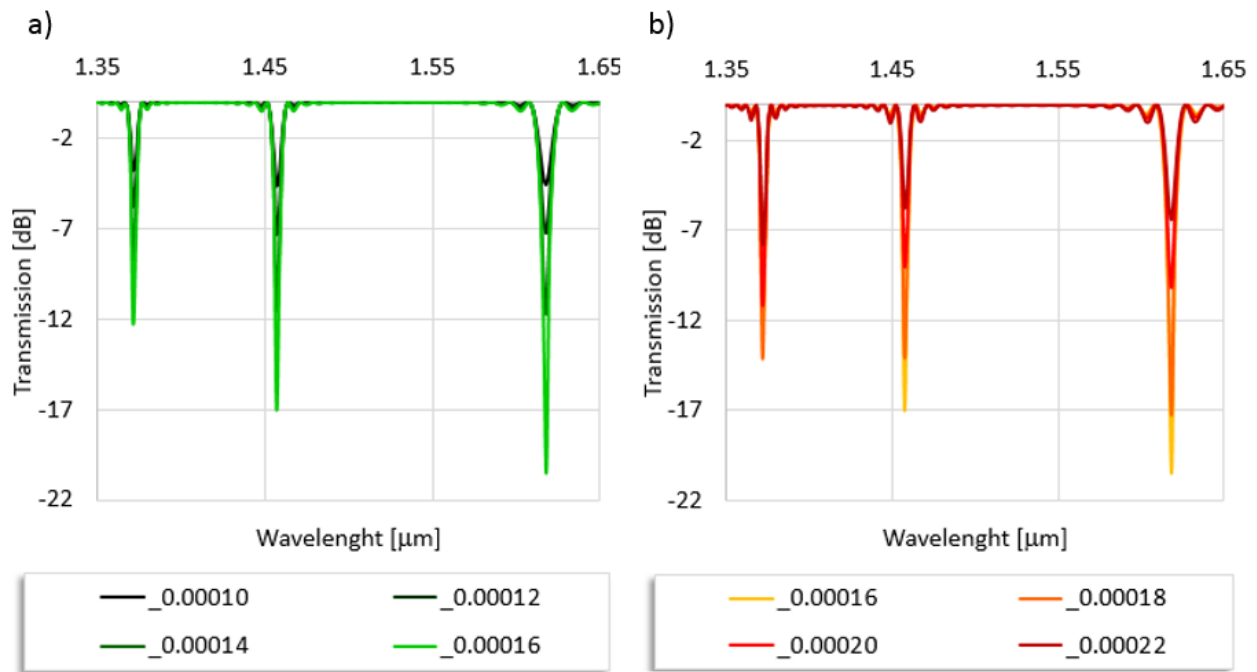 a)
1.35 1.45 1.55 1.65
-2
-7
-12
-17
-22
Transmission [dB]
Wavelenght [μm]
_0.00010 _0.00012
_0.00014 _0.00016
b)
1.35 1.45 1.55 1.65
-2
-7
-12
-17
-22
Transmission [dB]
Wavelenght [μm]
_0.00016 _0.00018
_0.00020 _0.00022